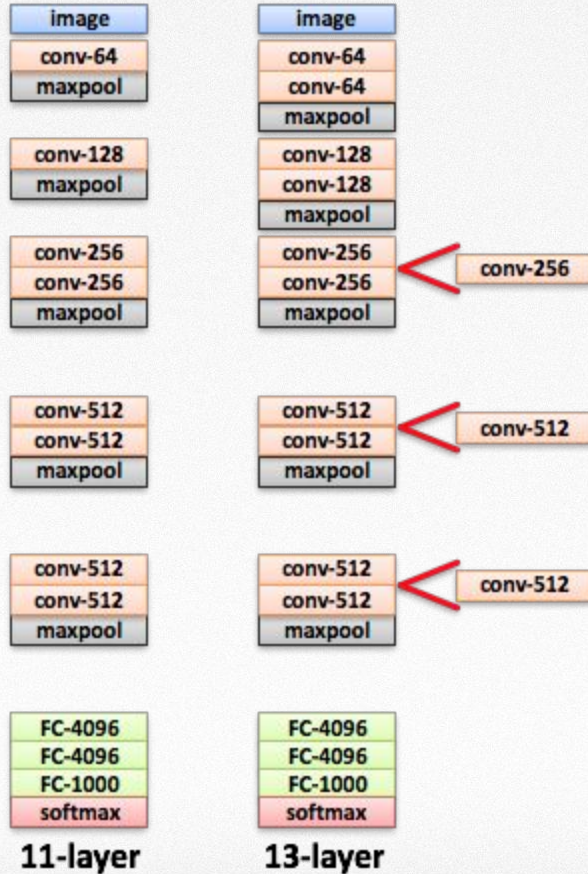 image
conv-64
maxpool
conv-128
maxpool
conv-256
conv-256
maxpool
conv-512
conv-512
maxpool
conv-512
conv-512
maxpool
FC-4096
FC-4096
FC-1000
softmax
11-layer
image
conv-64
conv-64
maxpool
conv-128
conv-128
maxpool
conv-256
conv-256
maxpool
conv-512
conv-512
maxpool
conv-512
conv-512
maxpool
FC-4096
FC-4096
FC-1000
softmax
13-layer
conv-256
conv-512
conv-512